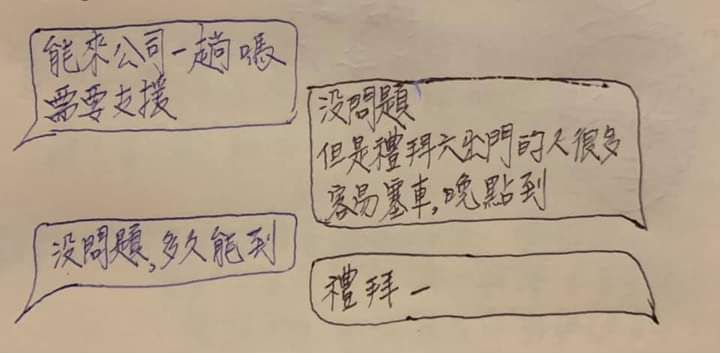 能來公司一趟嗎
需要支援
沒問題
但是禮拜六出門的人很多
容易塞車,晚點到
沒問題,多久能到
禮拜一